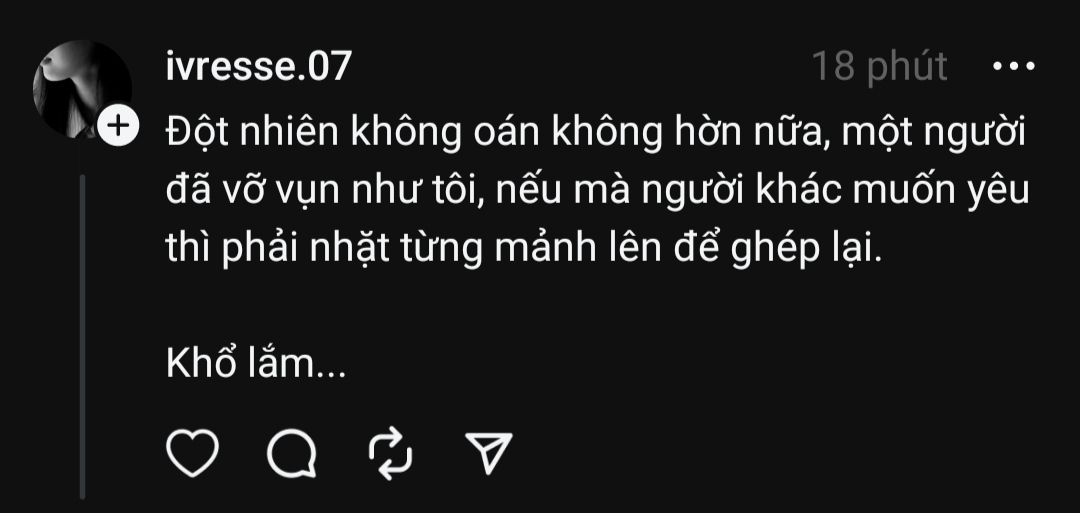 ivresse.07
18 phút
Đột nhiên không oán không hờn nữa, một người
đã vỡ vụn như tôi, nếu mà người khác muốn yêu
thì phải nhặt từng mảnh lên để ghép lại.
Khổ lắm...